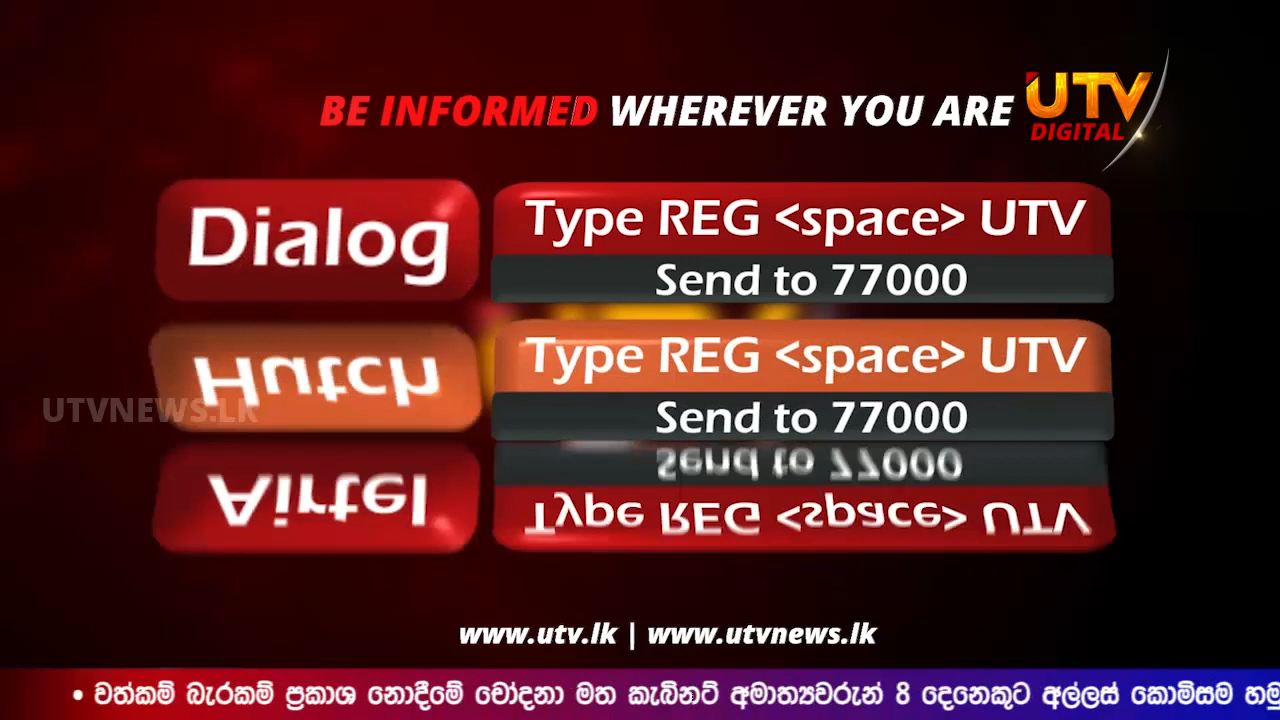 BE INFORMED WHEREVER YOU ARE
UTV
DIGITAL
Dialog
Type REG <space> UTV
Send to 77000
Hutch
Type REG <space> UTV
Send to 77000
UTVNEWS.LK
Airtel
Send to 77000
Type REG <space> UTV
www.utv.lk | www.utvnews.lk
• වත්කම් බැරකම් ප්‍රකාශ නොදීමේ චෝදනා මත කැබිනට් අමාත්‍යවරුන් 8 දෙනෙකුට අල්ලස් කොමිසම හමු